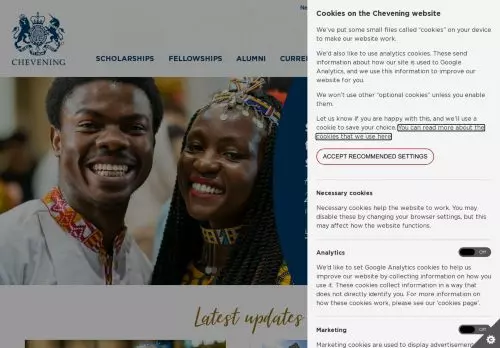 Ne
CHEVENING
SCHOLARSHIPS FELLOWSHIPS ALUMNI CURRE
Latest updates
Cookies on the Chevening website
We've put some small files called "cookies" on your device
to make our website work.
We'd also like to use analytics cookies. These send
information about how our site is used to Google
Analytics, and we use this information to improve our
website for you.
We won't use other "optional cookies" unless you enable
them.
Let us know if you are happy with this, and we'll use a
cookie to save your choice. You can read more about the
cookies that we use here
ACCEPT RECOMMENDED SETTINGS
Necessary cookies
Necessary cookies help the website to work. You may
disable these by changing your browser settings, but this
may affect how the website functions.
Analytics Off
We'd like to set Google Analytics cookies to help us
improve our website by collecting information on how you
use it. These cookies collect information in a way that
does not directly identify you. For more information on
how these cookies work, please see our 'cookies page'.
Marketing Off
Marketing cookies are used to display advertisements